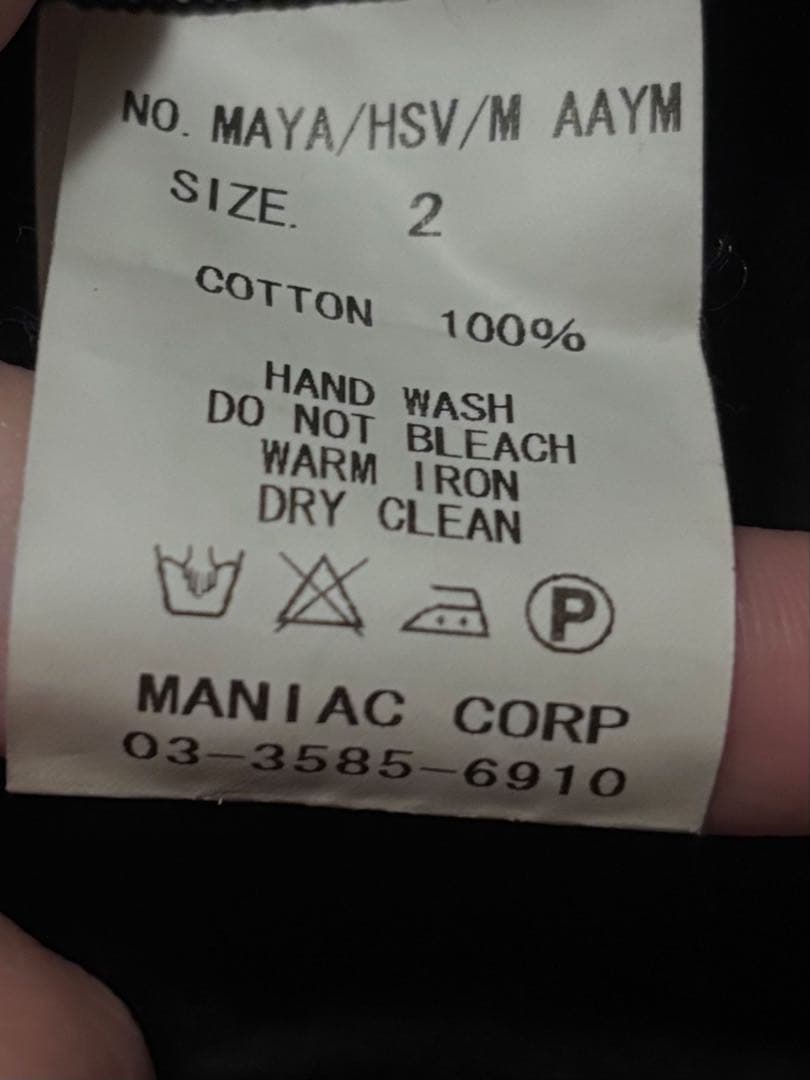 NO. MAYA/HSV/M AAYM
SIZE. 2
COTTON 100%
HAND WASH
DO NOT BLEACH
WARM IRON
DRY CLEAN
P
MANIAC CORP
03-3585-6910